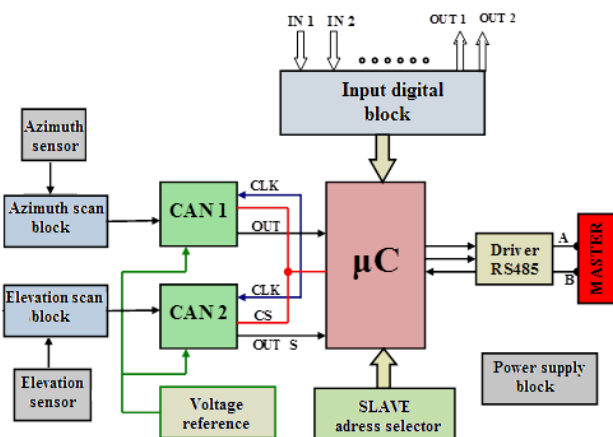 IN 1 IN 2 OUT 1 OUT 2
Input digital
block
Azimuth
sensor
Azimuth scan
block
CAN 1
CLK
OUT
µC
Driver
RS485
A
B
MASTER
Elevation scan
block
CAN 2
CLK
CS
OUT S
Elevation
sensor
Voltage
reference
SLAVE
adress selector
Power supply
block